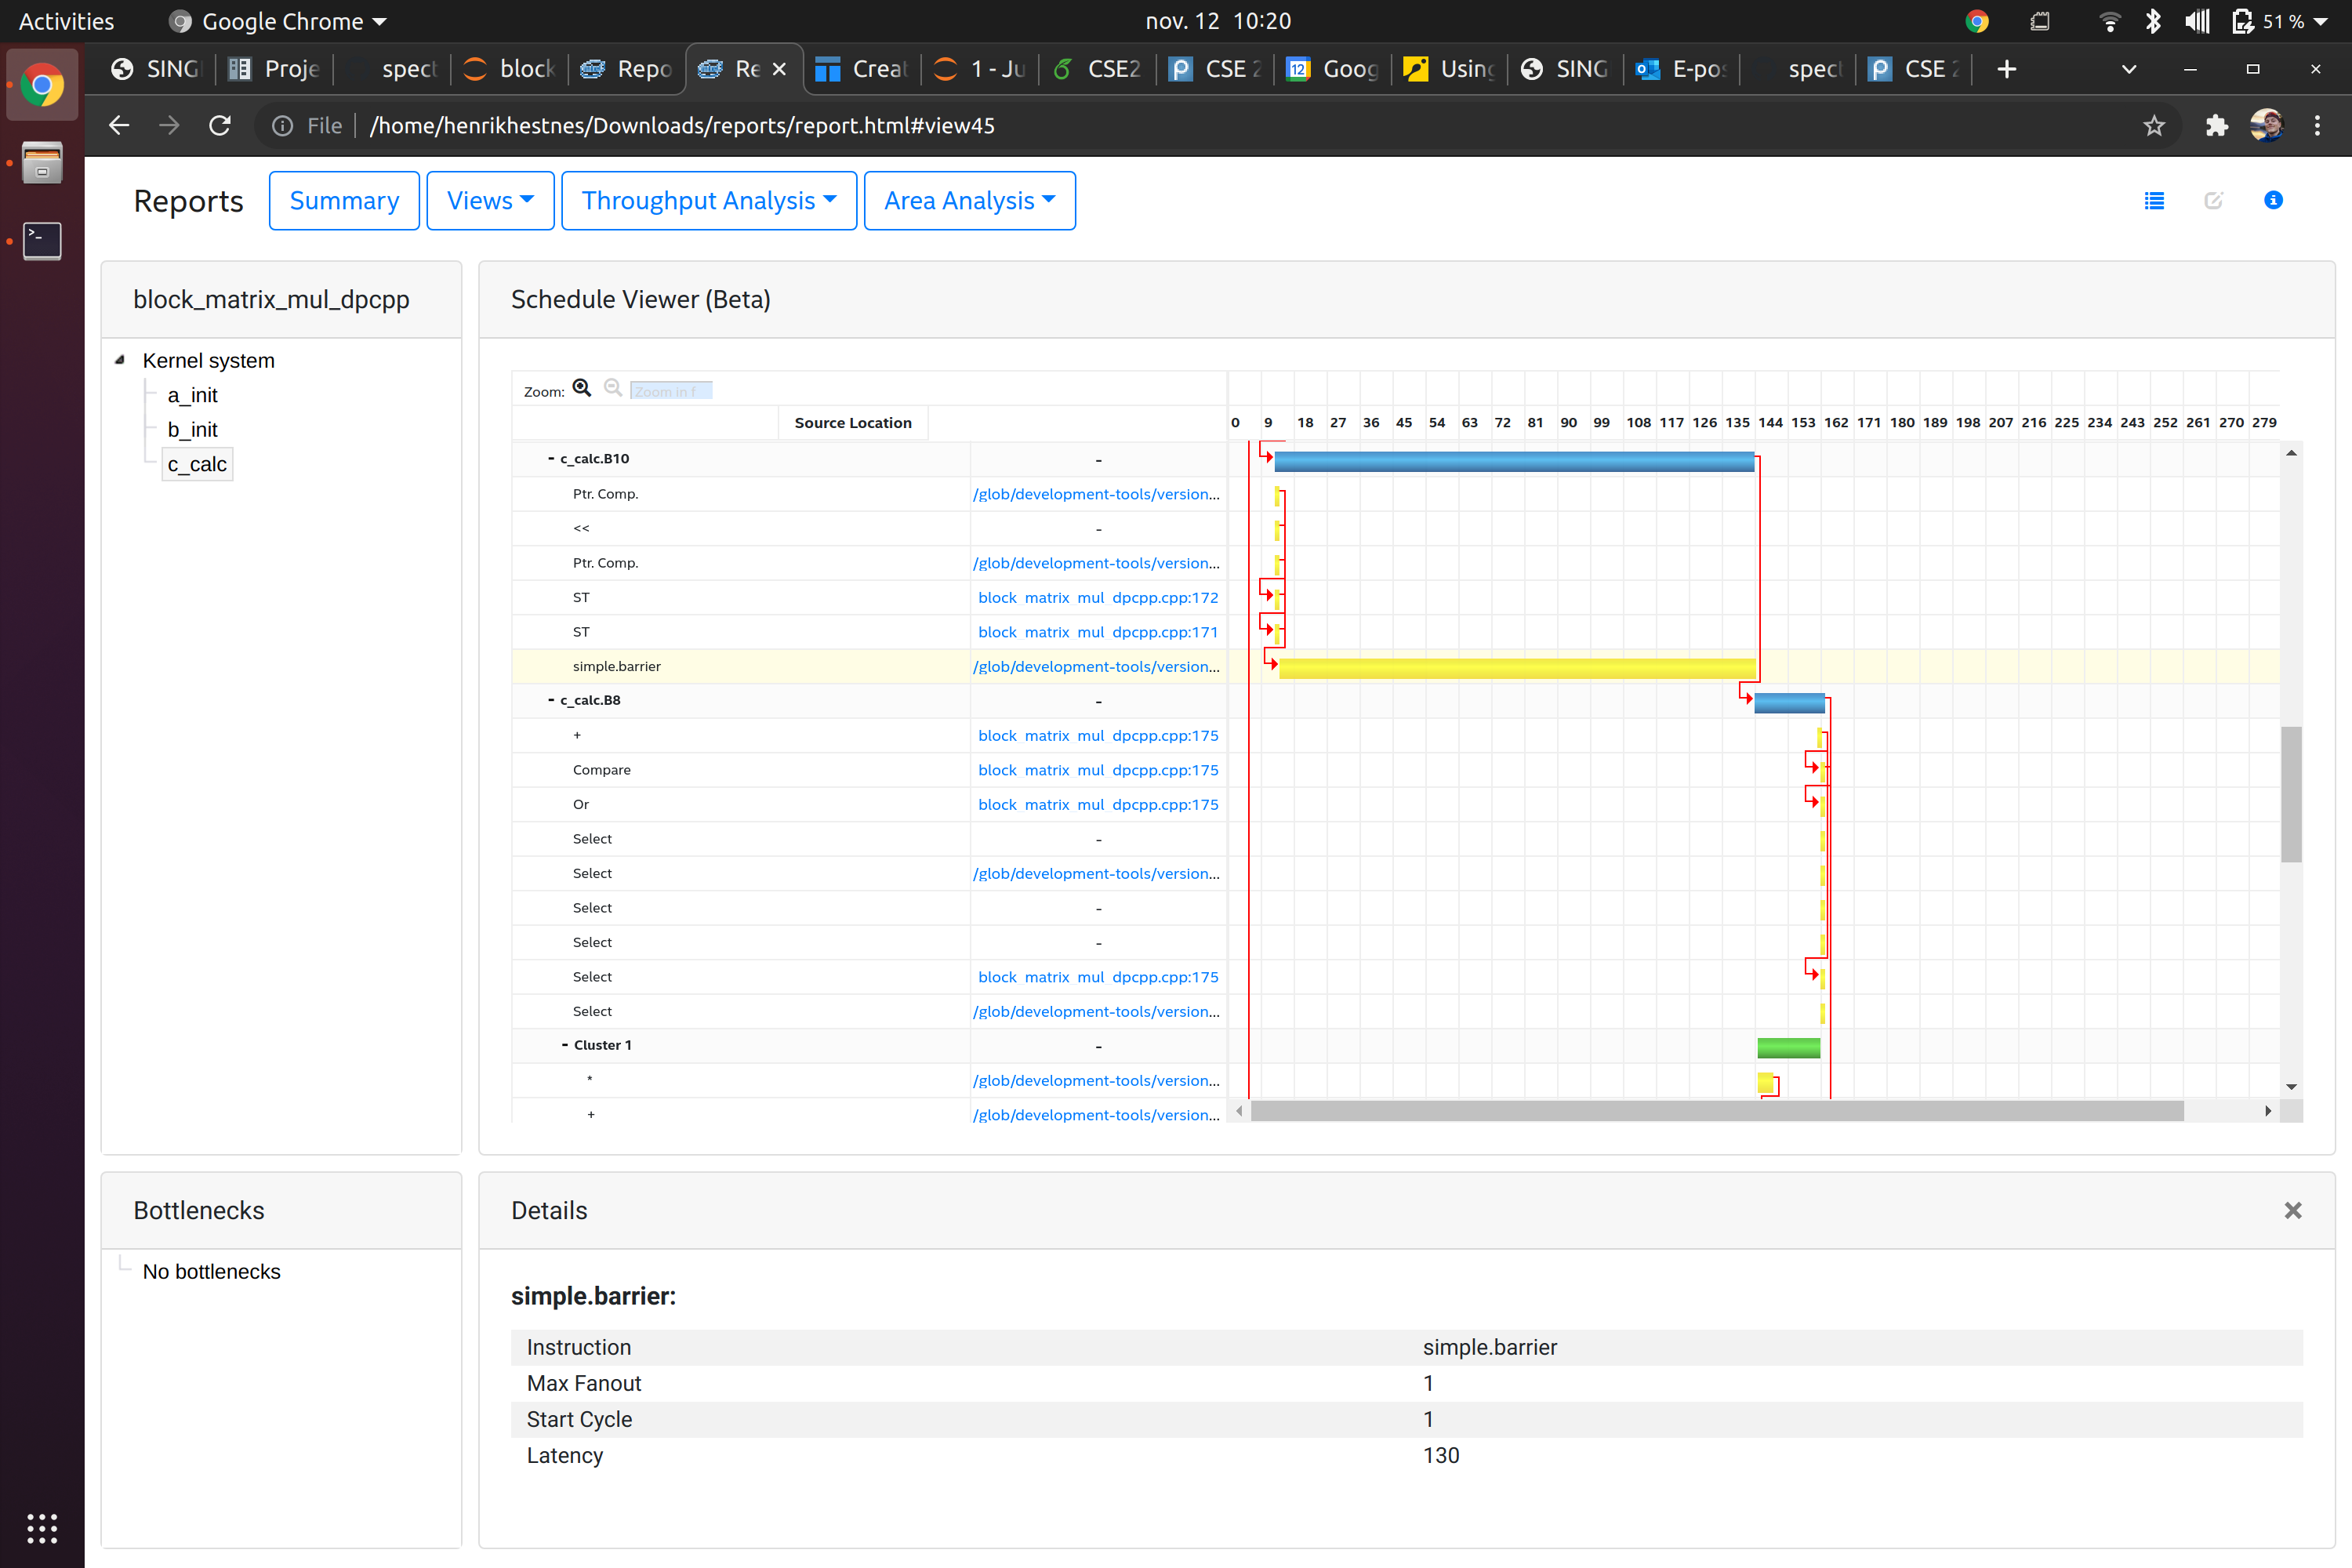 Activities Google Chrome nov. 12 10:20 51 %
SING Proje spect block Repo Re Creat 1 - Ju CSE2 CSE 2 12 Goog Using SING E-pos spect CSE 2
File /home/henrikhestnes/Downloads/reports/report.html#view45
Reports Summary Views Throughput Analysis Area Analysis
block_matrix_mul_dpcpp
Kernel system
a_init
b_init
c_calc
Schedule Viewer (Beta)
Zoom: Zoom in f
Source Location 0 9 18 27 36 45 54 63 72 81 90 99 108 117 126 135 144 153 162 171 180 189 198 207 216 225 234 243 252 261 270 279
- c_calc.B10 -
Ptr. Comp. /glob/development-tools/version...
<< -
Ptr. Comp. /glob/development-tools/version...
ST block_matrix_mul_dpcpp.cpp:172
ST block_matrix_mul_dpcpp.cpp:171
simple.barrier /glob/development-tools/version...
- c_calc.B8 -
+ block_matrix_mul_dpcpp.cpp:175
Compare block_matrix_mul_dpcpp.cpp:175
Or block_matrix_mul_dpcpp.cpp:175
Select -
Select /glob/development-tools/version...
Select -
Select -
Select block_matrix_mul_dpcpp.cpp:175
Select /glob/development-tools/version...
- Cluster 1 -
* /glob/development-tools/version...
+ /glob/development-tools/version...
Bottlenecks
No bottlenecks
Details
simple.barrier:
Instruction simple.barrier
Max Fanout 1
Start Cycle 1
Latency 130